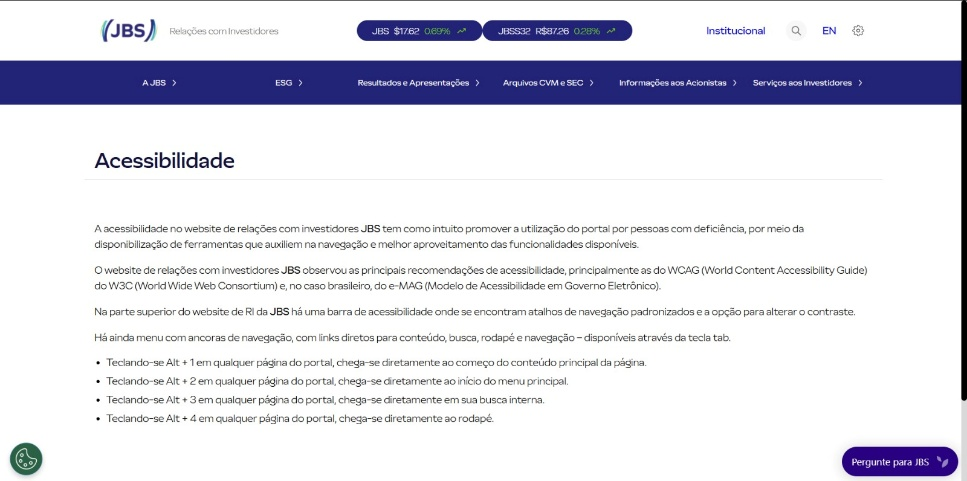 (JBS)
Relações com Investidores
JBS $17.62 0.69%
JBSS32 R$87.26 0.28%
Institucional
EN
A JBS
ESG
Resultados e Apresentações
Arquivos CVM e SEC
Informações aos Acionistas
Serviços aos Investidores
Acessibilidade
A acessibilidade no website de relações com investidores JBS tem como intuito promover a utilização do portal por pessoas com deficiência, por meio da
disponibilização de ferramentas que auxiliem na navegação e melhor aproveitamento das funcionalidades disponíveis.
O website de relações com investidores JBS observou as principais recomendações de acessibilidade, principalmente as do WCAG (World Content Accessibility Guide)
do W3C (World Wide Web Consortium) e, no caso brasileiro, do e-MAG (Modelo de Acessibilidade em Governo Eletrônico).
Na parte superior do website de RI da JBS há uma barra de acessibilidade onde se encontram atalhos de navegação padronizados e a opção para alterar o contraste.
Há ainda menu com ancoras de navegação, com links diretos para conteúdo, busca, rodapé e navegação – disponíveis através da tecla tab.
• Teclando-se Alt + 1 em qualquer página do portal, chega-se diretamente ao começo do conteúdo principal da página.
• Teclando-se Alt + 2 em qualquer página do portal, chega-se diretamente ao início do menu principal.
• Teclando-se Alt + 3 em qualquer página do portal, chega-se diretamente em sua busca interna.
• Teclando-se Alt + 4 em qualquer página do portal, chega-se diretamente ao rodapé.
Pergunte para JBS